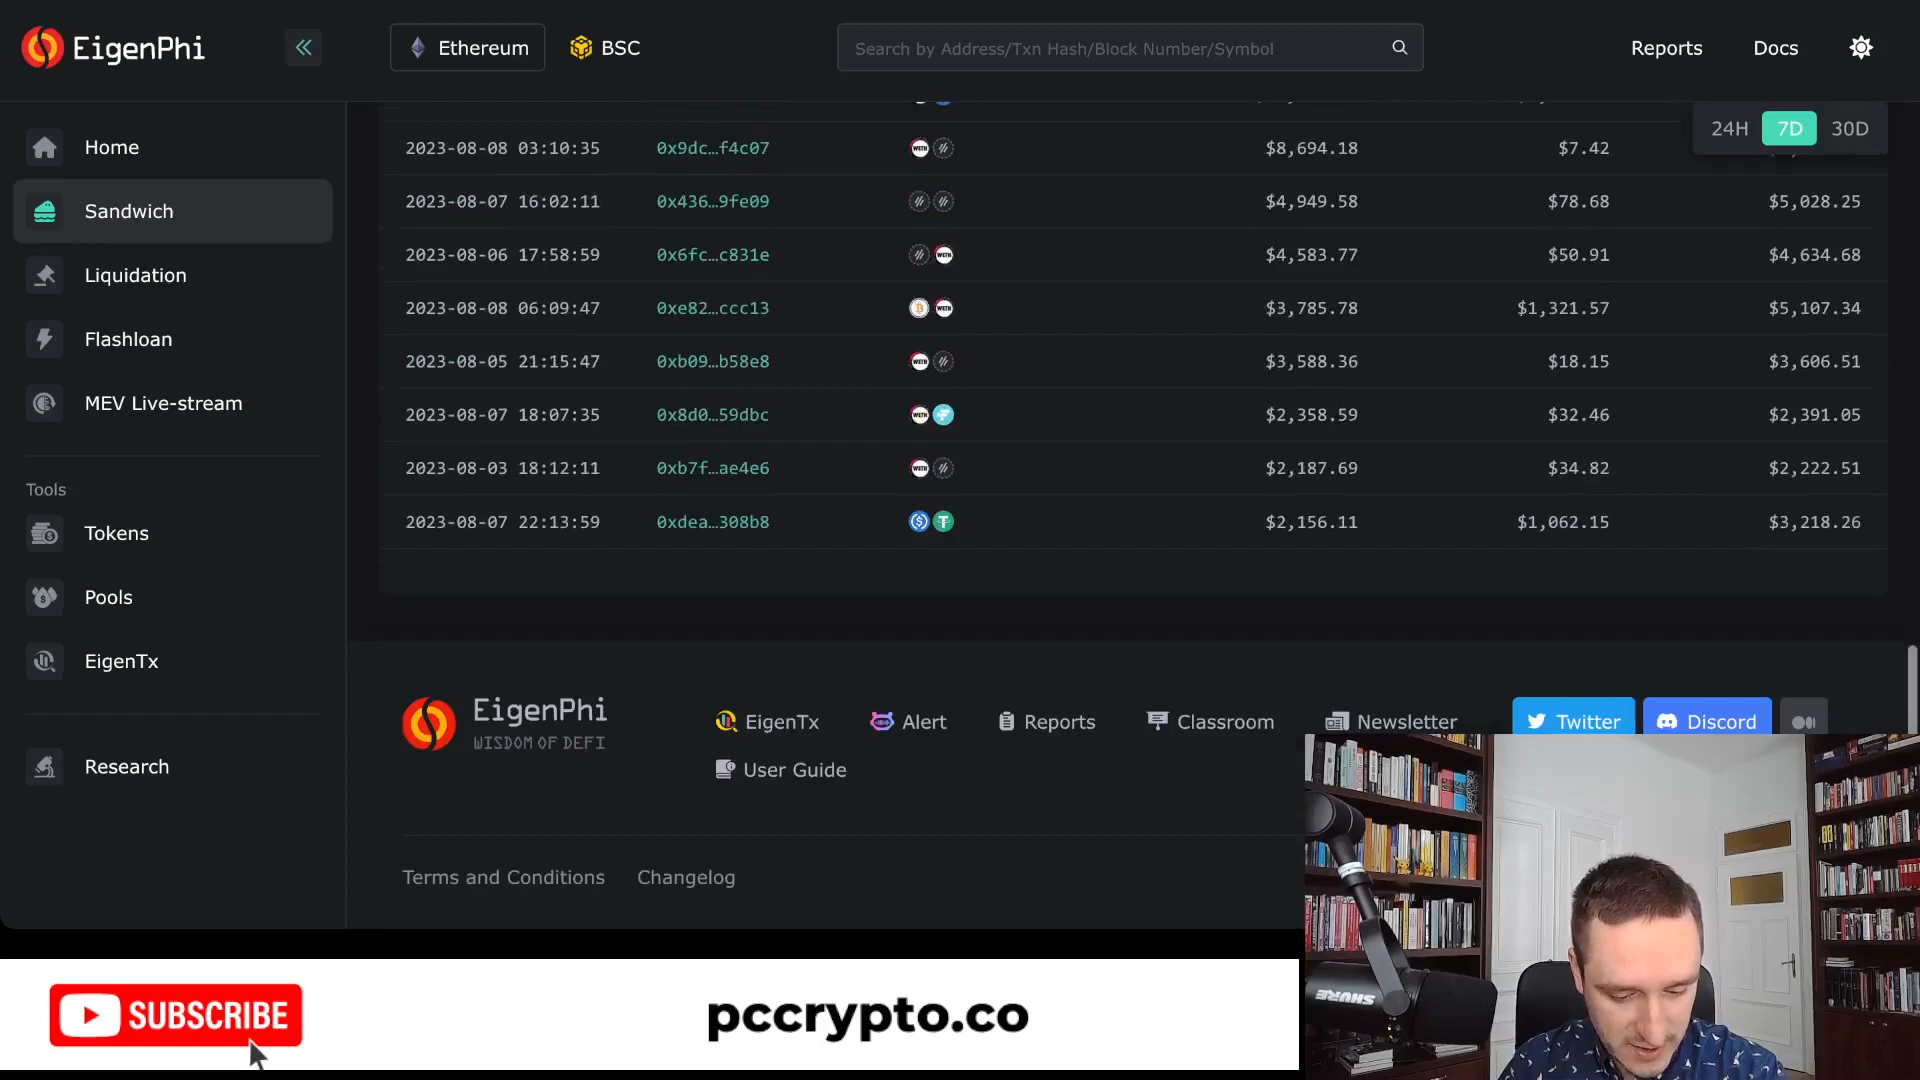 EigenPhi
Ethereum
BSC
Search by Address/Txn Hash/Block Number/Symbol
Reports
Docs
24H 7D 30D
Home
Sandwich
Liquidation
Flashloan
MEV Live-stream
Tools
Tokens
Pools
EigenTx
Research
2023-08-08 03:10:35 0x9dc…f4c07 WETH $8,694.18 $7.42
2023-08-07 16:02:11 0x436…9fe09 $4,949.58 $78.68 $5,028.25
2023-08-06 17:58:59 0x6fc…c831e WETH $4,583.77 $50.91 $4,634.68
2023-08-08 06:09:47 0xe82…ccc13 WETH $3,785.78 $1,321.57 $5,107.34
2023-08-05 21:15:47 0xb09…b58e8 WETH $3,588.36 $18.15 $3,606.51
2023-08-07 18:07:35 0x8d0…59dbc WETH $2,358.59 $32.46 $2,391.05
2023-08-03 18:12:11 0xb7f…ae4e6 WETH $2,187.69 $34.82 $2,222.51
2023-08-07 22:13:59 0xdea…308b8 $2,156.11 $1,062.15 $3,218.26
EigenPhi
WISDOM OF DEFI
EigenTx
Alert
Reports
Classroom
Newsletter
Twitter
Discord
User Guide
Terms and Conditions
Changelog
SUBSCRIBE
pccrypto.co
SHURE